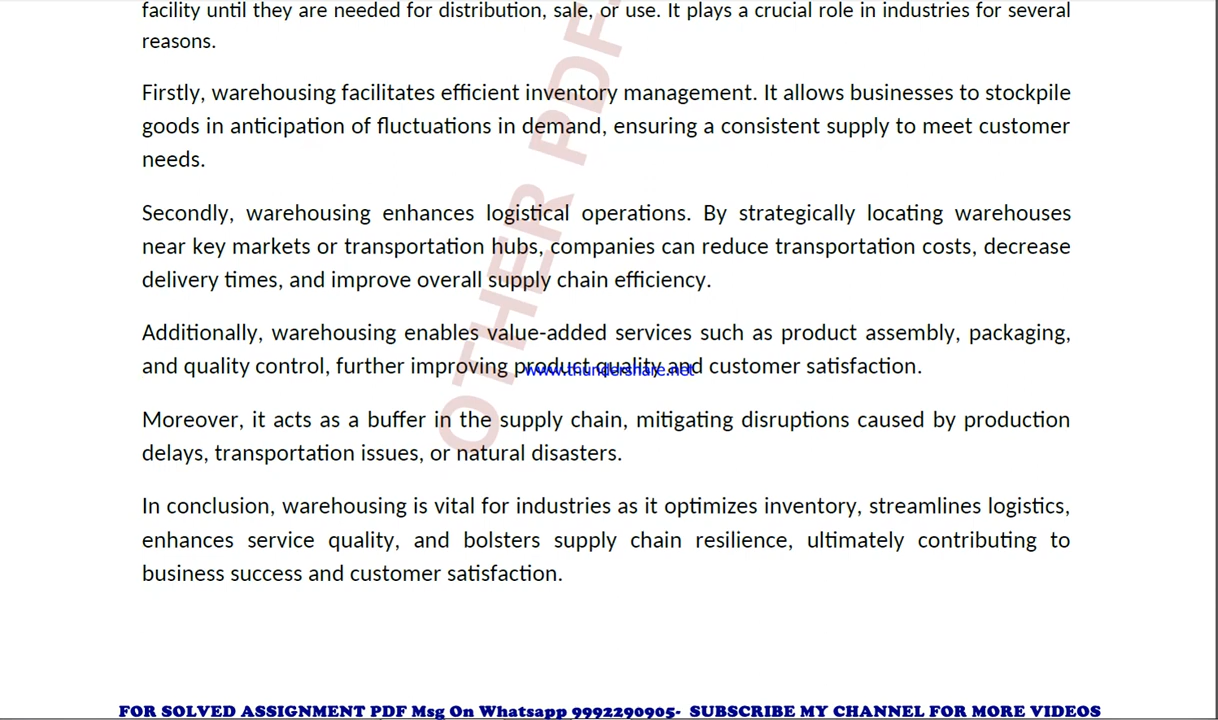 facility until they are needed for distribution, sale, or use. It plays a crucial role in industries for several
reasons.
Firstly, warehousing facilitates efficient inventory management. It allows businesses to stockpile
goods in anticipation of fluctuations in demand, ensuring a consistent supply to meet customer
needs.
Secondly, warehousing enhances logistical operations. By strategically locating warehouses
near key markets or transportation hubs, companies can reduce transportation costs, decrease
delivery times, and improve overall supply chain efficiency.
Additionally, warehousing enables value-added services such as product assembly, packaging,
and quality control, further improving product quality and customer satisfaction.
www.thundershare.net
Moreover, it acts as a buffer in the supply chain, mitigating disruptions caused by production
delays, transportation issues, or natural disasters.
In conclusion, warehousing is vital for industries as it optimizes inventory, streamlines logistics,
enhances service quality, and bolsters supply chain resilience, ultimately contributing to
business success and customer satisfaction.
OTHER PDF
FOR SOLVED ASSIGNMENT PDF Msg On Whatsapp 9992290905- SUBSCRIBE MY CHANNEL FOR MORE VIDEOS